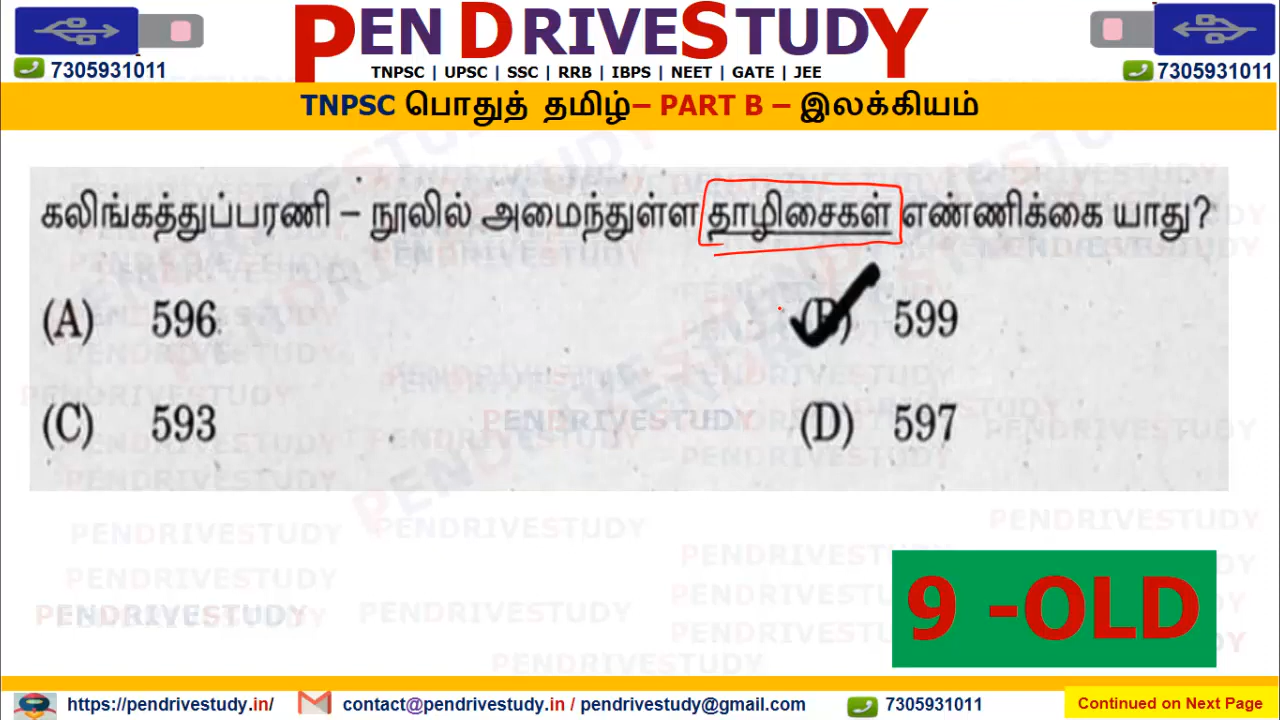 PEN DRIVESTUDY
7305931011
7305931011
TNPSC | UPSC | SSC | RRB | IBPS | NEET | GATE | JEE
TNPSC பொதுத் தமிழ்– PART B – இலக்கியம்
கலிங்கத்துப்பரணி – நூலில் அமைந்துள்ள தாழிசைகள் எண்ணிக்கை யாது?
(A) 596 (B) 599
(C) 593 (D) 597
PENDRIVESTUDY
9 -OLD
https://pendrivestudy.in/ contact@pendrivestudy.in / pendrivestudy@gmail.com 7305931011 Continued on Next Page